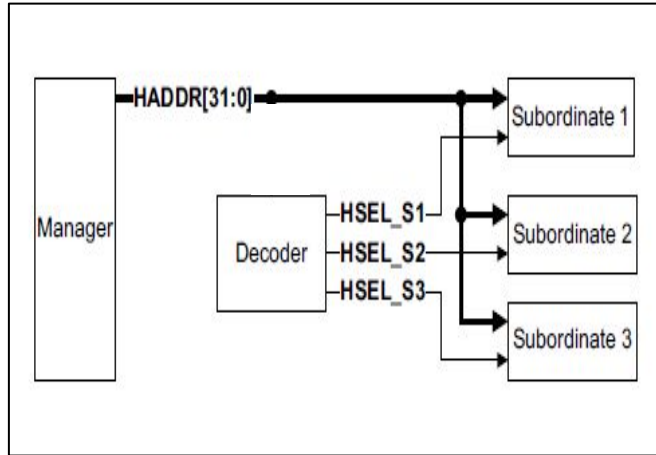 HADDR[31:0]
Subordinate 1
Manager
Decoder
HSEL_S1
HSEL_S2
HSEL_S3
Subordinate 2
Subordinate 3